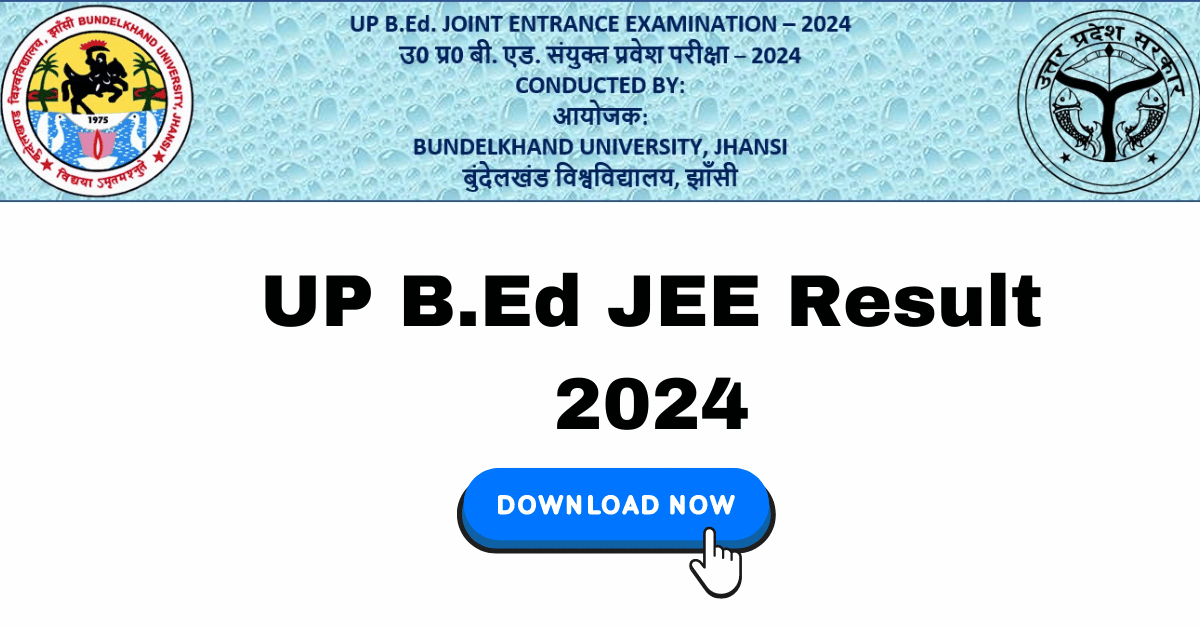 UP B.Ed. JOINT ENTRANCE EXAMINATION – 2024
उ0 प्र0 बी. एड. संयुक्त प्रवेश परीक्षा – 2024
CONDUCTED BY:
आयोजक:
BUNDELKHAND UNIVERSITY, JHANSI
बुंदेलखंड विश्वविद्यालय, झाँसी
बुन्देलखण्ड विश्वविद्यालय, झाँसी BUNDELKHAND UNIVERSITY, JHANSI
1975
विद्यया ऽमृतमश्नुते
उत्तर प्रदेश सरकार
UP B.Ed JEE Result
2024
DOWNLOAD NOW